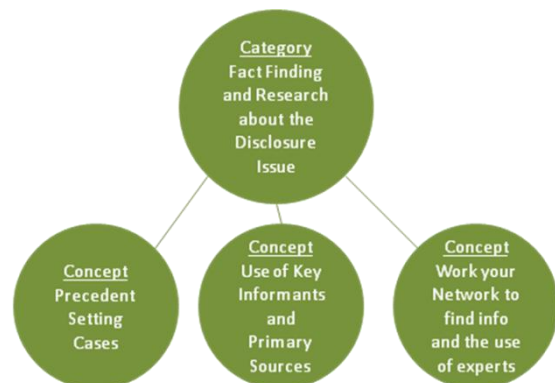 Category
Fact Finding
and Research
about the
Disclosure
Issue
Concept
Precedent
Setting
Cases
Concept
Use of Key
Informants
and
Primary
Sources
Concept
Work your
Network to
find info
and the use
of experts